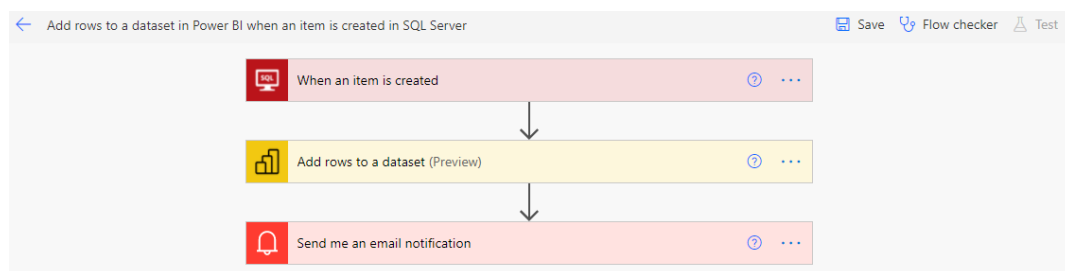 Add rows to a dataset in Power BI when an item is created in SQL Server Save Flow checker Test
SQL When an item is created ? ...
Add rows to a dataset (Preview) ? ...
Send me an email notification ? ...